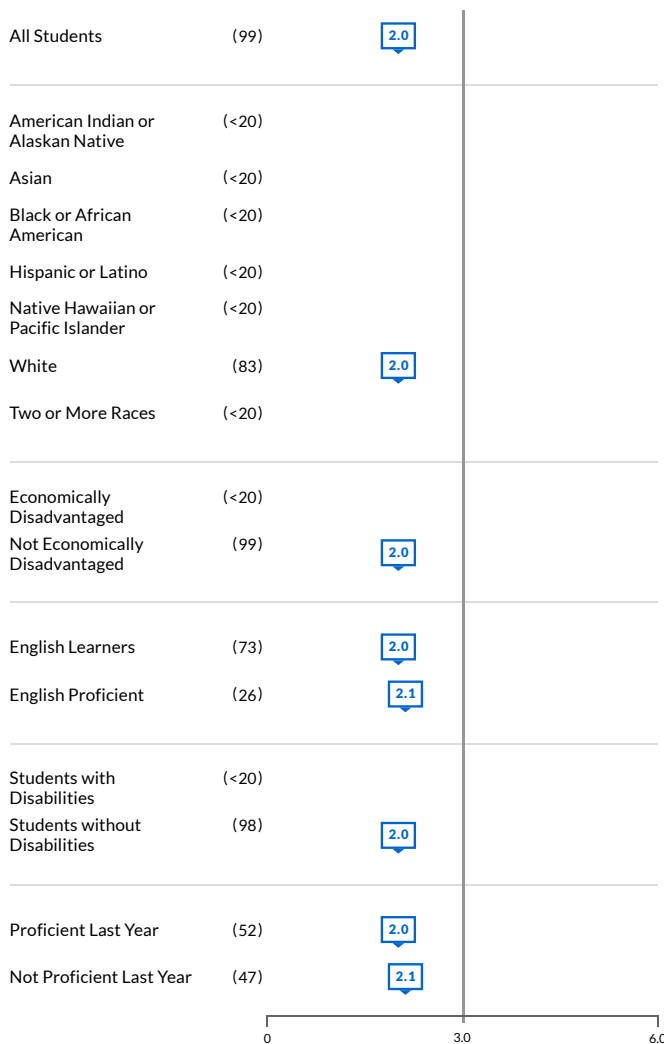 All Students (99) 2.0
American Indian or (<20)
Alaskan Native
Asian (<20)
Black or African (<20)
American
Hispanic or Latino (<20)
Native Hawaiian or (<20)
Pacific Islander
White (83) 2.0
Two or More Races (<20)
Economically (<20)
Disadvantaged
Not Economically (99) 2.0
Disadvantaged
English Learners (73) 2.0
English Proficient (26) 2.1
Students with (<20)
Disabilities
Students without (98) 2.0
Disabilities
Proficient Last Year (52) 2.0
Not Proficient Last Year (47) 2.1
0 3.0 6.0